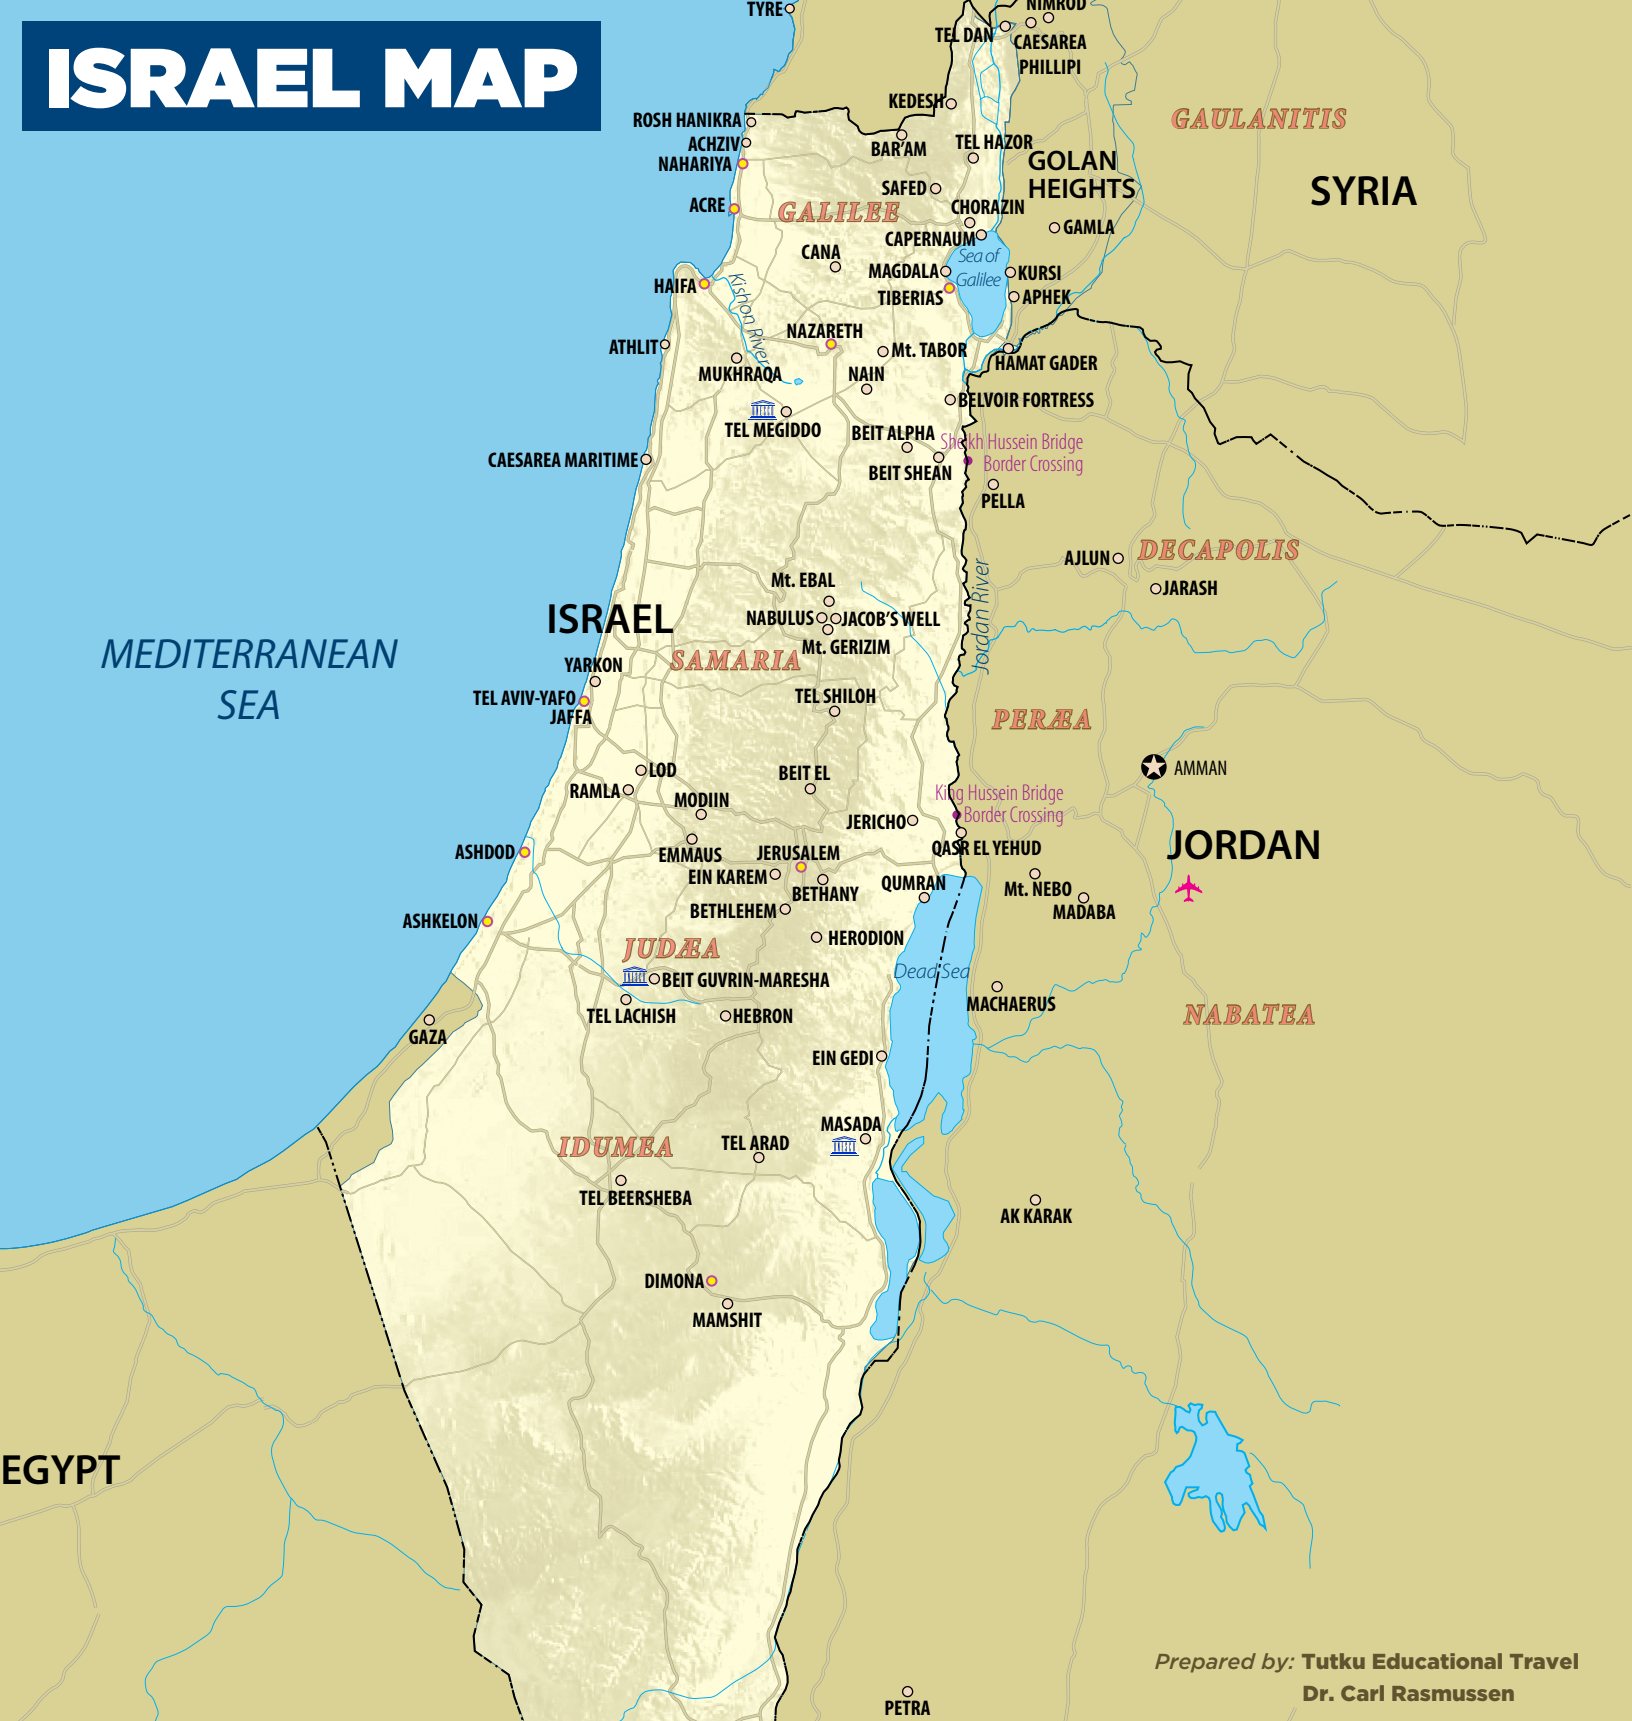 ISRAEL MAP
TYRE
NIMROD
TEL DAN
CAESAREA
PHILLIPI
KEDESH
ROSH HANIKRA
ACHZIV
NAHARIYA
BAR'AM
TEL HAZOR
GAULANITIS
GOLAN
HEIGHTS
SYRIA
SAFED
ACRE
GALILEE
CHORAZIN
GAMLA
CAPERNAUM
CANA
Sea of
Galilee
MAGDALA
KURSI
TIBERIAS
APHEK
HAIFA
Kishon River
NAZARETH
ATHLIT
Mt. TABOR
HAMAT GADER
MUKHRAQA
NAIN
BELVOIR FORTRESS
UNESCO
TEL MEGIDDO
BEIT ALPHA
Sheikh Hussein Bridge
Border Crossing
CAESAREA MARITIME
BEIT SHEAN
PELLA
AJLUN
DECAPOLIS
JARASH
Mt. EBAL
Jordan River
ISRAEL
NABULUS
JACOB'S WELL
Mt. GERIZIM
MEDITERRANEAN
SEA
SAMARIA
YARKON
TEL AVIV-YAFO
JAFFA
TEL SHILOH
PERÆA
LOD
BEIT EL
AMMAN
RAMLA
MODIIN
King Hussein Bridge
Border Crossing
JERICHO
QASR EL YEHUD
JORDAN
ASHDOD
EMMAUS
JERUSALEM
EIN KAREM
BETHANY
QUMRAN
Mt. NEBO
MADABA
BETHLEHEM
ASHKELON
HERODION
JUDÆA
UNESCO
BEIT GUVRIN-MARESHA
Dead Sea
MACHAERUS
TEL LACHISH
HEBRON
NABATEA
GAZA
EIN GEDI
MASADA
UNESCO
IDUMEA
TEL ARAD
TEL BEERSHEBA
AK KARAK
DIMONA
MAMSHIT
EGYPT
PETRA
Prepared by: Tutku Educational Travel
Dr. Carl Rasmussen